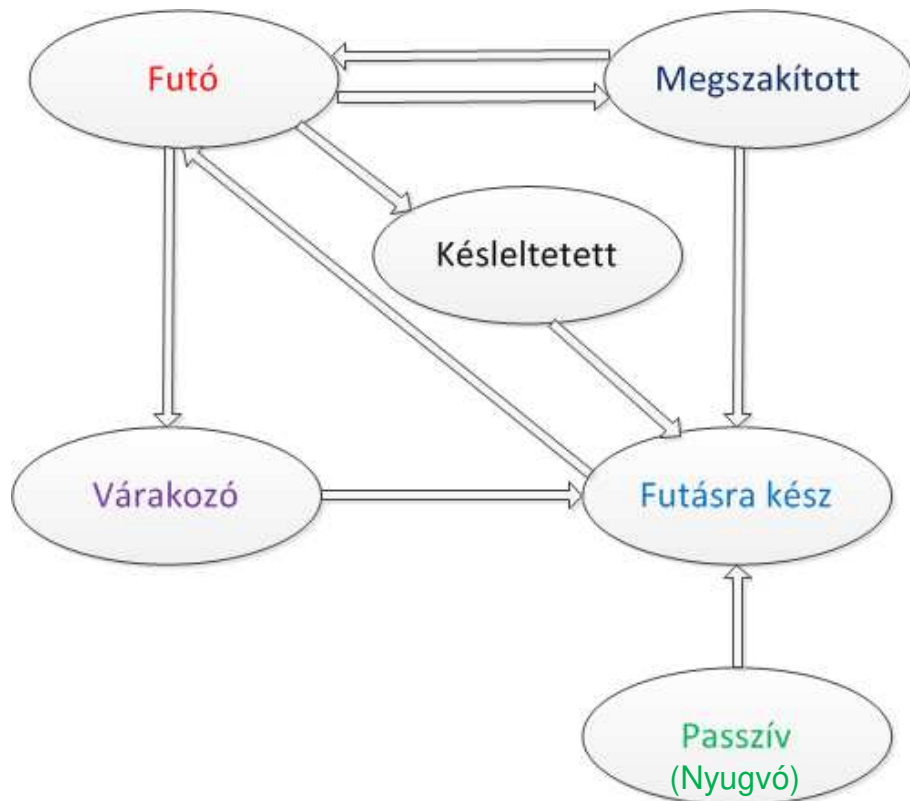 Futó
Megszakított
Késleltetett
Várakozó
Futásra kész
Passzív
(Nyugvó)